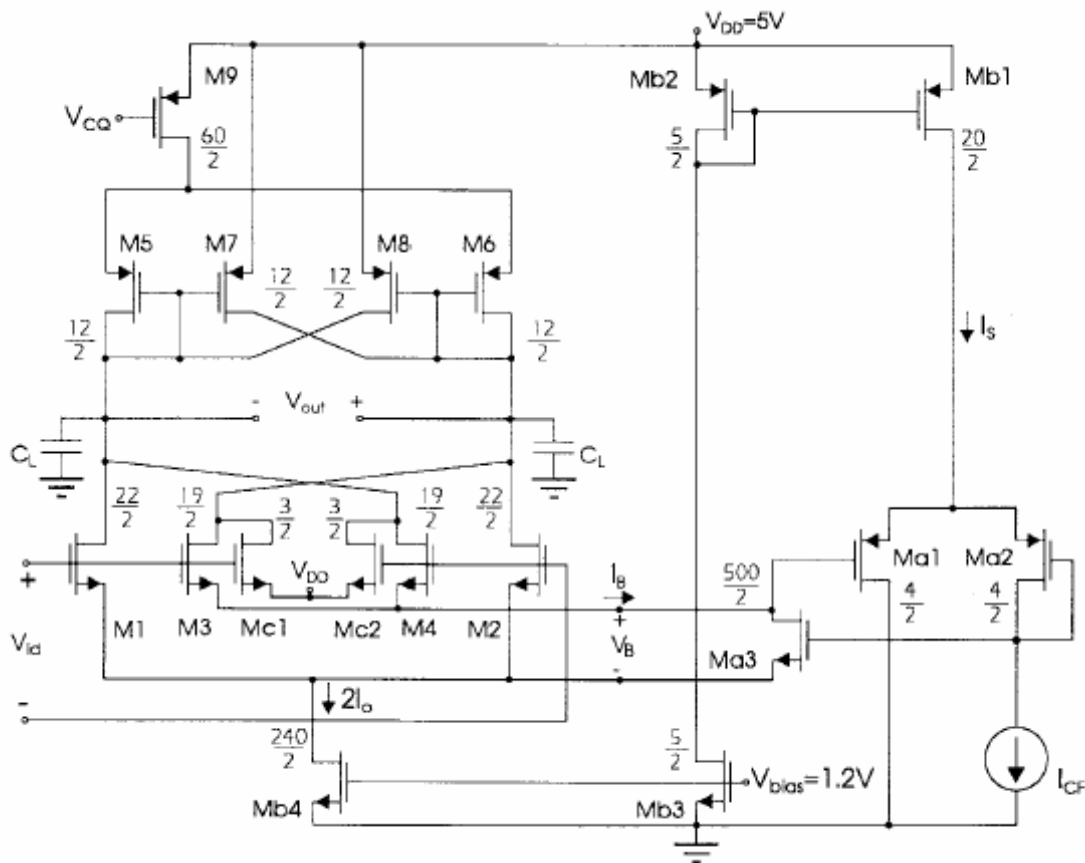 V_DD=5V
M9
Mb2
Mb1
V_CQ
60/2
5/2
20/2
M5
M7
M8
M6
12/2
12/2
12/2
12/2
I_S
- V_out +
C_L
C_L
22/2
19/2
3/2
3/2
19/2
22/2
V_DD
+
I_B
500/2
Ma1
Ma2
4/2
4/2
M1
M3
Mc1
Mc2
M4
M2
+
V_B
-
Ma3
V_id
-
2I_o
240/2
5/2
V_bias=1.2V
I_CF
Mb4
Mb3